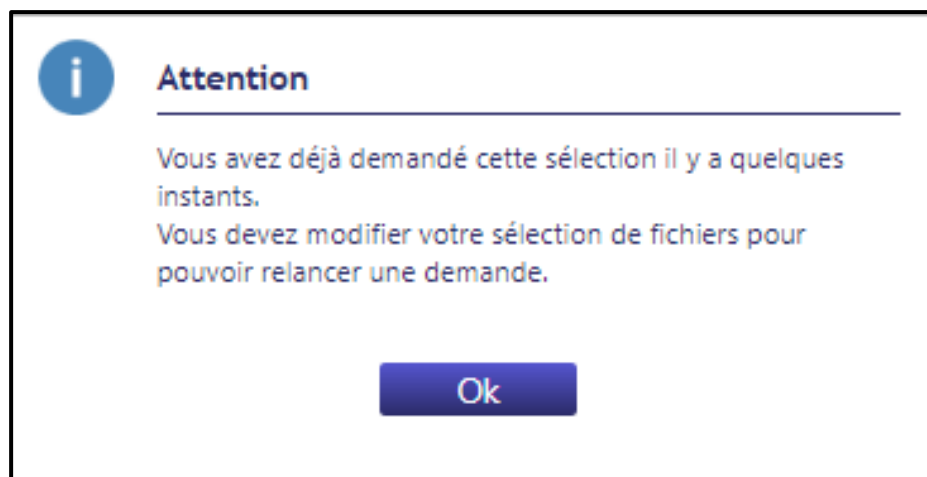 i
Attention
Vous avez déjà demandé cette sélection il y a quelques
instants.
Vous devez modifier votre sélection de fichiers pour
pouvoir relancer une demande.
Ok